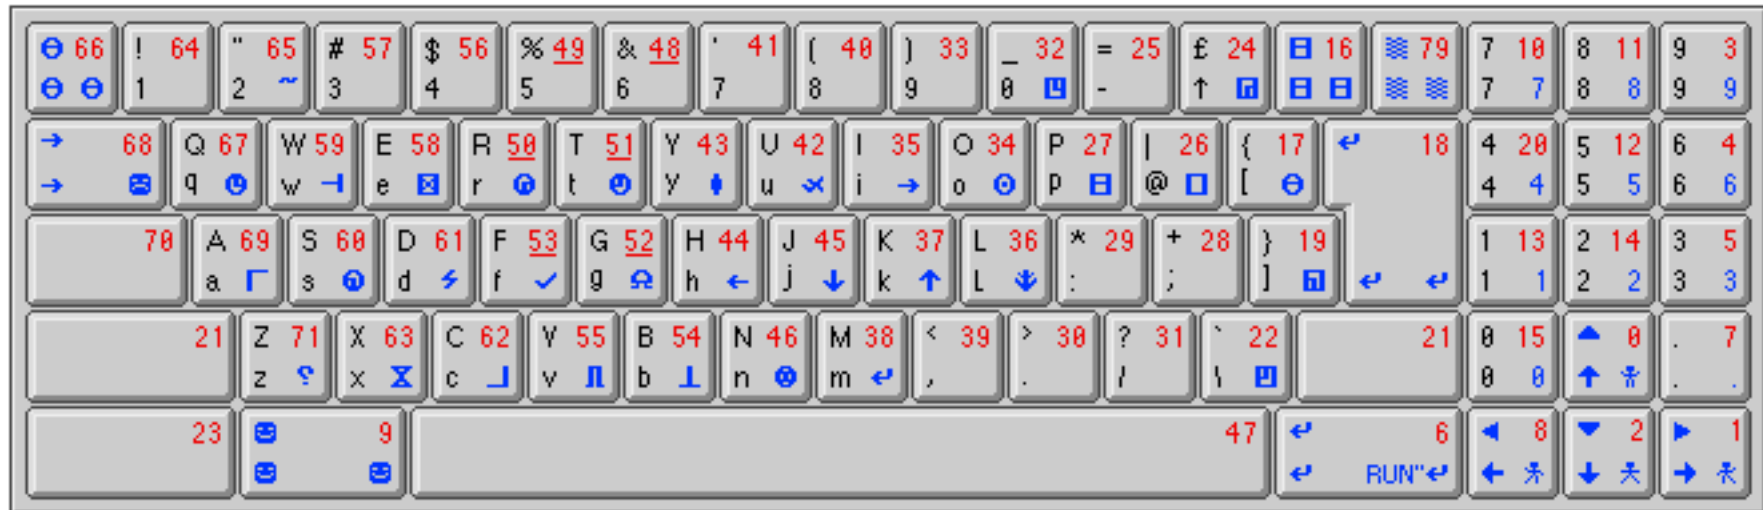 66 ! 64 " 65 # 57 $ 56 % 49 & 48 ' 41 ( 40 ) 33 _ 32 = 25 £ 24 16 79 7 10 8 11 9 3
1 2 ~ 3 4 5 6 7 8 9 0 - ↑ 7 7 8 8 9 9
→ 68 Q 67 W 59 E 58 R 50 T 51 Y 43 U 42 I 35 O 34 P 27 | 26 { 17 ↵ 18 4 20 5 12 6 4
→ q w e r t y u i → o p @ [ 4 4 5 5 6 6
70 A 69 S 60 D 61 F 53 G 52 H 44 J 45 K 37 L 36 * 29 + 28 } 19 1 13 2 14 3 5
a s d f ✓ g Ω h ← j ↓ k ↑ L : ; ] ↵ ↵ 1 1 2 2 3 3
21 Z 71 X 63 C 62 V 55 B 54 N 46 M 38 < 39 > 30 ? 31 ` 22 21 0 15 ▲ 0 . 7
z x c v b n m ↵ , . / \ 0 0 ↑ . .
23 9 47 ↵ 6 ◀ 8 ▼ 2 ▶ 1
↵ RUN"↵ ← ↓ →